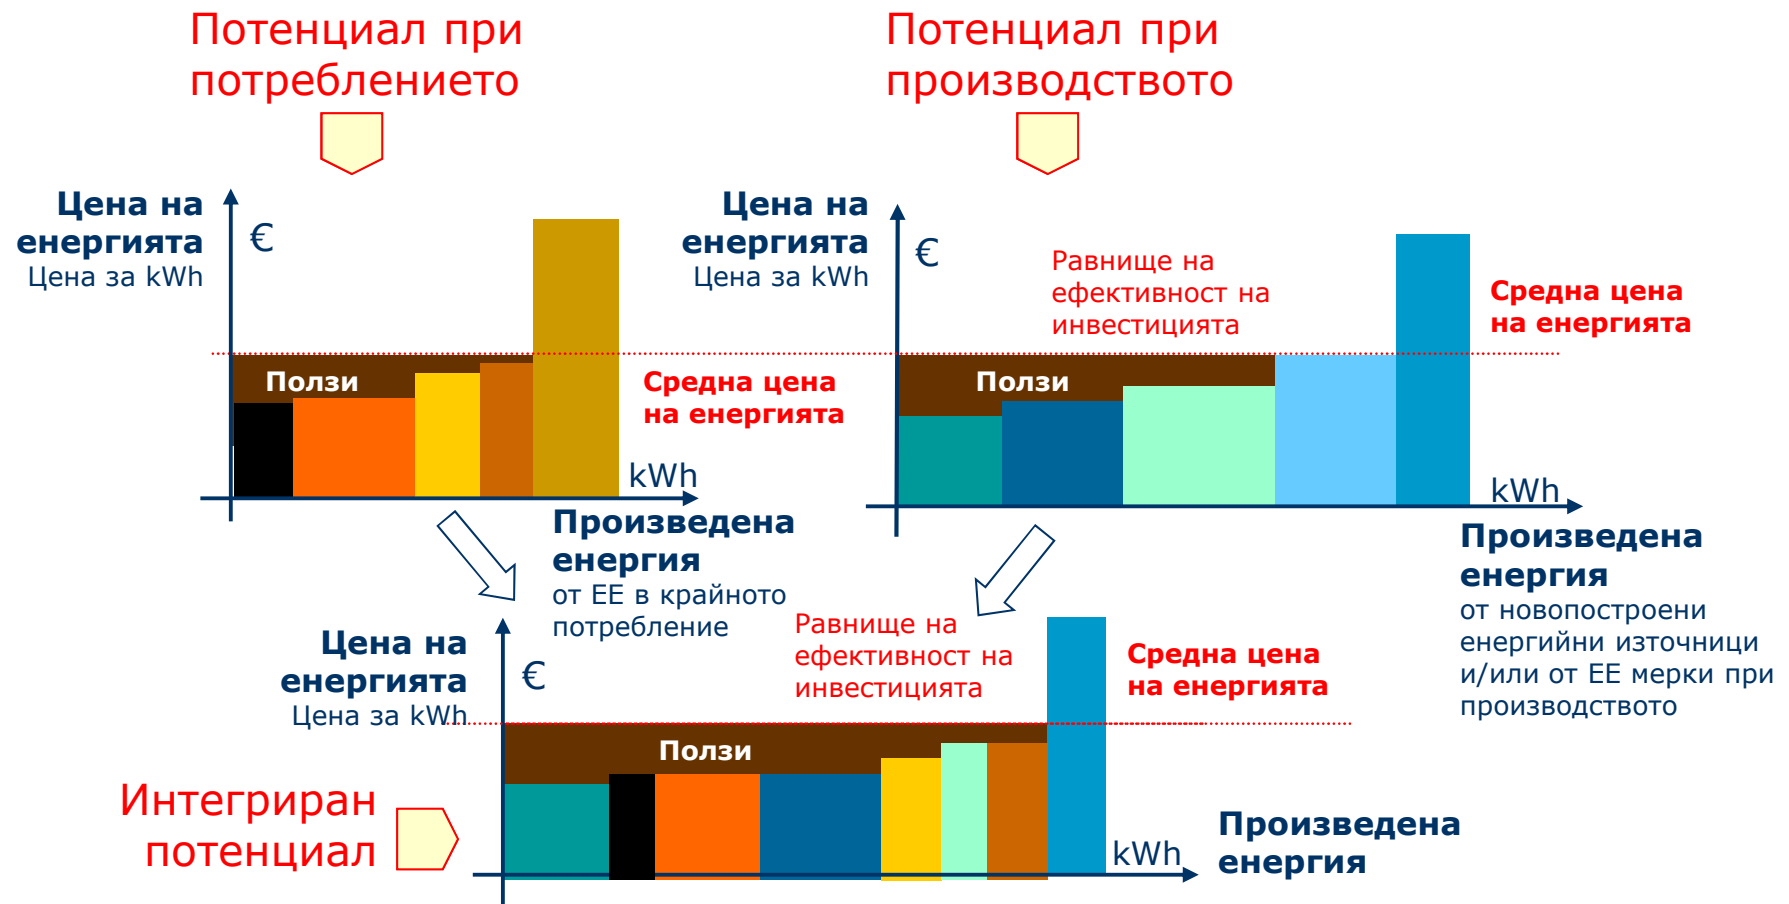 Потенциал при
потреблението
Потенциал при
производството
Цена на
енергията
Цена за kWh
€
Ползи
Средна цена
на енергията
kWh
Произведена
енергия
от ЕЕ в крайното
потребление
Цена на
енергията
Цена за kWh
€
Равнище на
ефективност на
инвестицията
Средна цена
на енергията
Ползи
kWh
Произведена
енергия
от новопостроени
енергийни източници
и/или от ЕЕ мерки при
производството
Цена на
енергията
Цена за kWh
€
Равнище на
ефективност на
инвестицията
Средна цена
на енергията
Ползи
Интегриран
потенциал
kWh
Произведена
енергия